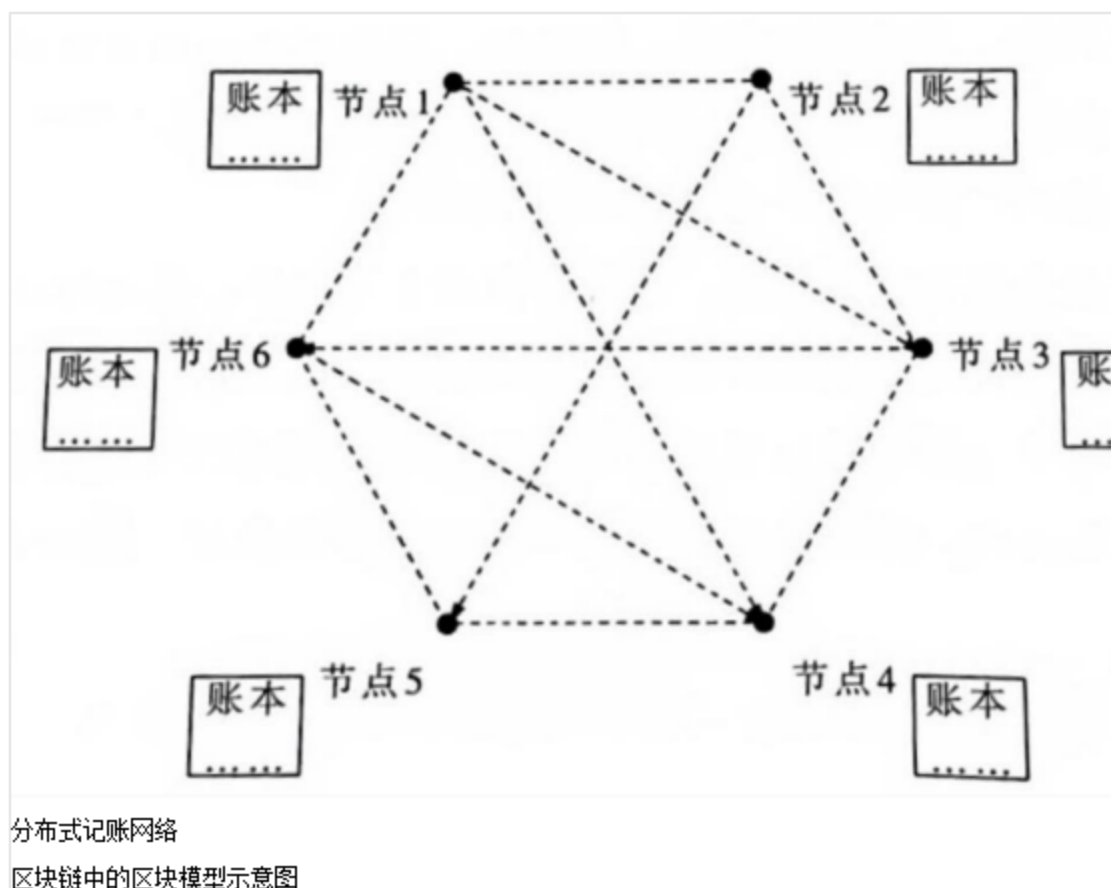 账本
……
节点1
节点2
账本
……
节点6
账本
……
节点3
账
…
节点5
账本
……
节点4
账本
……
分布式记账网络
区块链中的区块模型示意图